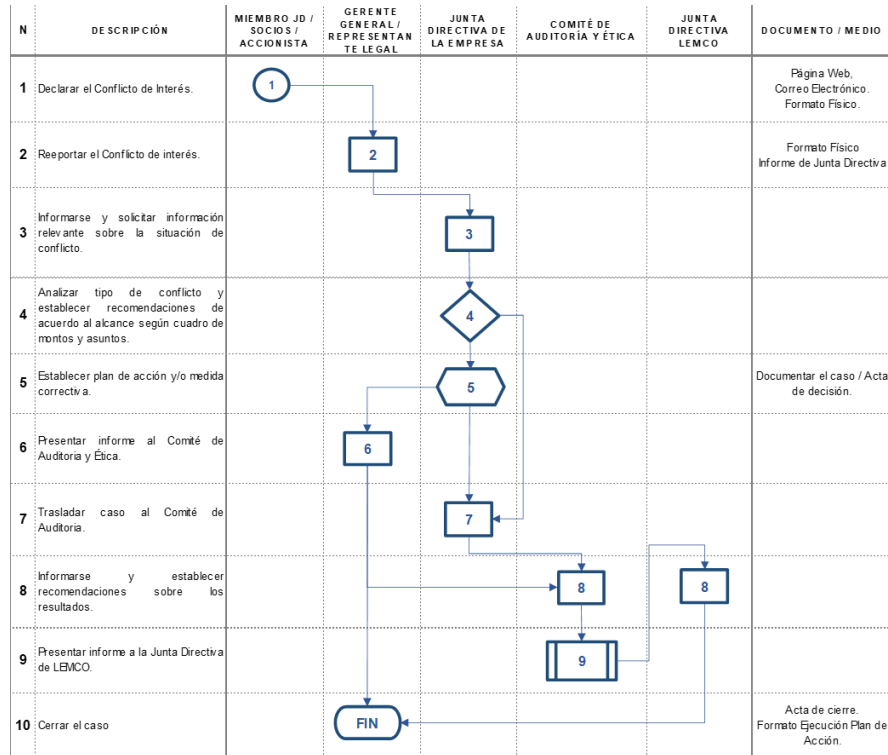 N
DESCRIPCIÓN
MIEMBRO JD /
SOCIOS /
ACCIONISTA
GERENTE
GENERAL /
REPRESENTAN
TE LEGAL
JUNTA
DIRECTIVA DE
LA EMPRESA
COMITÉ DE
AUDITORÍA Y ÉTICA
JUNTA
DIRECTIVA
LEMCO
DOCUMENTO / MEDIO
1
Declarar el Conflicto de Interés.
1
Página Web,
Correo Electrónico.
Formato Físico.
2
Reeportar el Conflicto de interés.
2
Formato Físico
Informe de Junta Directiva
3
Informarse y solicitar información
relevante sobre la situación de
conflicto.
3
4
Analizar tipo de conflicto y
establecer recomendaciones de
acuerdo al alcance según cuadro de
montos y asuntos.
4
5
Establecer plan de acción y/o medida
correctiva.
5
Documentar el caso / Acta
de decisión.
6
Presentar informe al Comité de
Auditoria y Ética.
6
7
Trasladar caso al Comité de
Auditoria.
7
8
Informarse y establecer
recomendaciones sobre los
resultados.
8
8
9
Presentar informe a la Junta Directiva
de LEMCO.
9
10
Cerrar el caso
FIN
Acta de cierre.
Formato Ejecución Plan de
Acción.